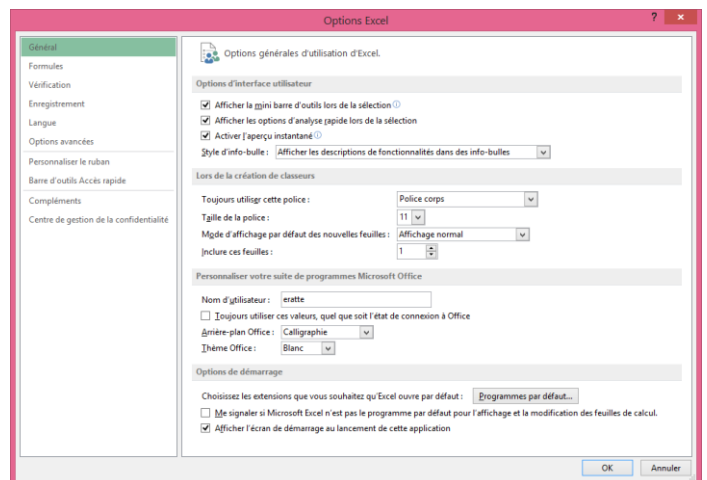 Options Excel
?
×
Général
Formules
Vérification
Enregistrement
Langue
Options avancées
Personnaliser le ruban
Barre d'outils Accès rapide
Compléments
Centre de gestion de la confidentialité
Options générales d'utilisation d'Excel.
Options d'interface utilisateur
Afficher la mini barre d'outils lors de la sélection
Afficher les options d'analyse rapide lors de la sélection
Activer l'aperçu instantané
Style d'info-bulle : Afficher les descriptions de fonctionnalités dans des info-bulles
Lors de la création de classeurs
Toujours utiliser cette police : Police corps
Taille de la police : 11
Mode d'affichage par défaut des nouvelles feuilles : Affichage normal
Inclure ces feuilles : 1
Personnaliser votre suite de programmes Microsoft Office
Nom d'utilisateur : eratte
Toujours utiliser ces valeurs, quel que soit l'état de connexion à Office
Arrière-plan Office : Calligraphie
Thème Office : Blanc
Options de démarrage
Choisissez les extensions que vous souhaitez qu'Excel ouvre par défaut : Programmes par défaut...
Me signaler si Microsoft Excel n'est pas le programme par défaut pour l'affichage et la modification des feuilles de calcul.
Afficher l'écran de démarrage au lancement de cette application
OK Annuler